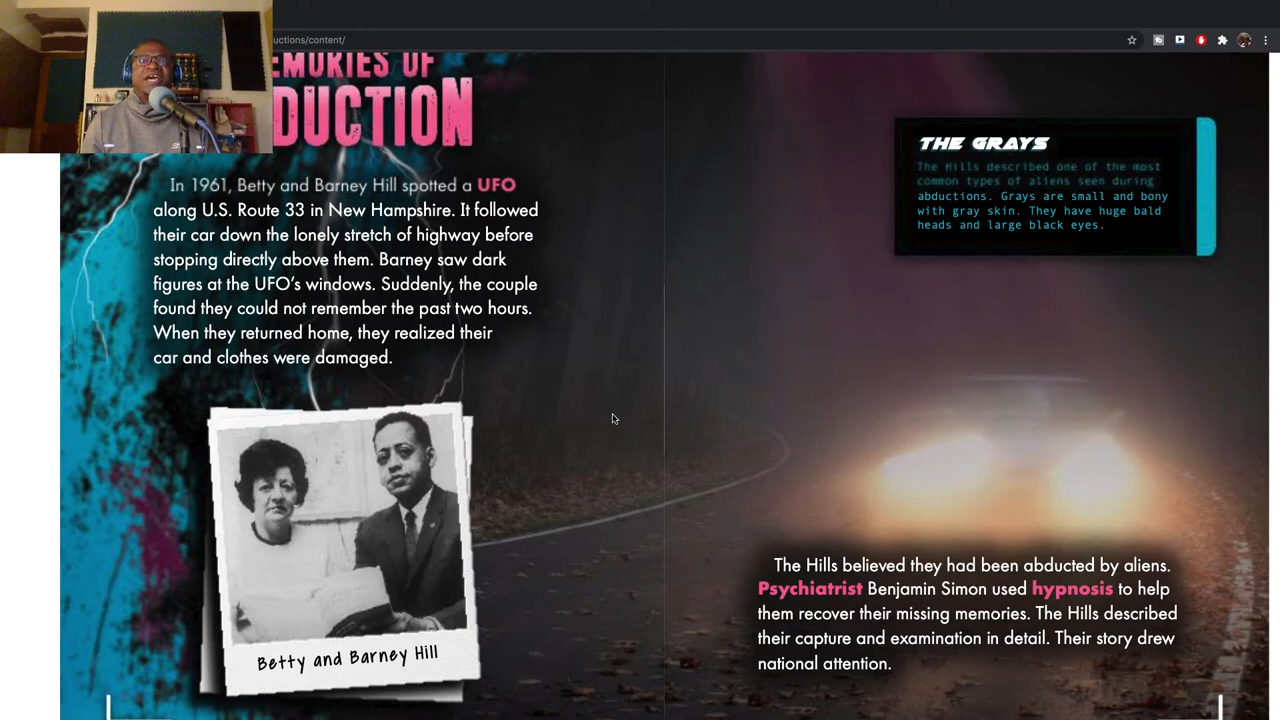 uctions/content/
EMORIES OF
DUCTION
In 1961, Betty and Barney Hill spotted a UFO
along U.S. Route 33 in New Hampshire. It followed
their car down the lonely stretch of highway before
stopping directly above them. Barney saw dark
figures at the UFO's windows. Suddenly, the couple
found they could not remember the past two hours.
When they returned home, they realized their
car and clothes were damaged.
Betty and Barney Hill
THE GRAYS
The Hills described one of the most
common types of aliens seen during
abductions. Grays are small and bony
with gray skin. They have huge bald
heads and large black eyes.
The Hills believed they had been abducted by aliens.
Psychiatrist Benjamin Simon used hypnosis to help
them recover their missing memories. The Hills described
their capture and examination in detail. Their story drew
national attention.